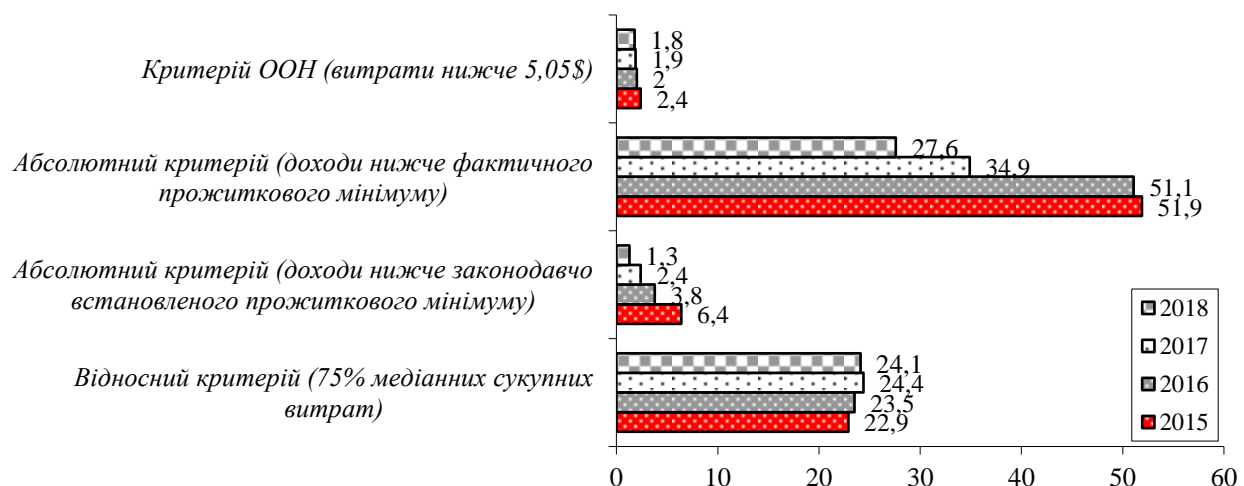 Критерій ООН (витрати нижче 5,05$)
1,8
1,9
2
2,4
Абсолютний критерій (доходи нижче фактичного
прожиткового мінімуму)
27,6
34,9
51,1
51,9
Абсолютний критерій (доходи нижче законодавчо
встановленого прожиткового мінімуму)
1,3
2,4
3,8
6,4
Відносний критерій (75% медіанних сукупних
витрат)
24,1
24,4
23,5
22,9
2018
2017
2016
2015
0 10 20 30 40 50 60